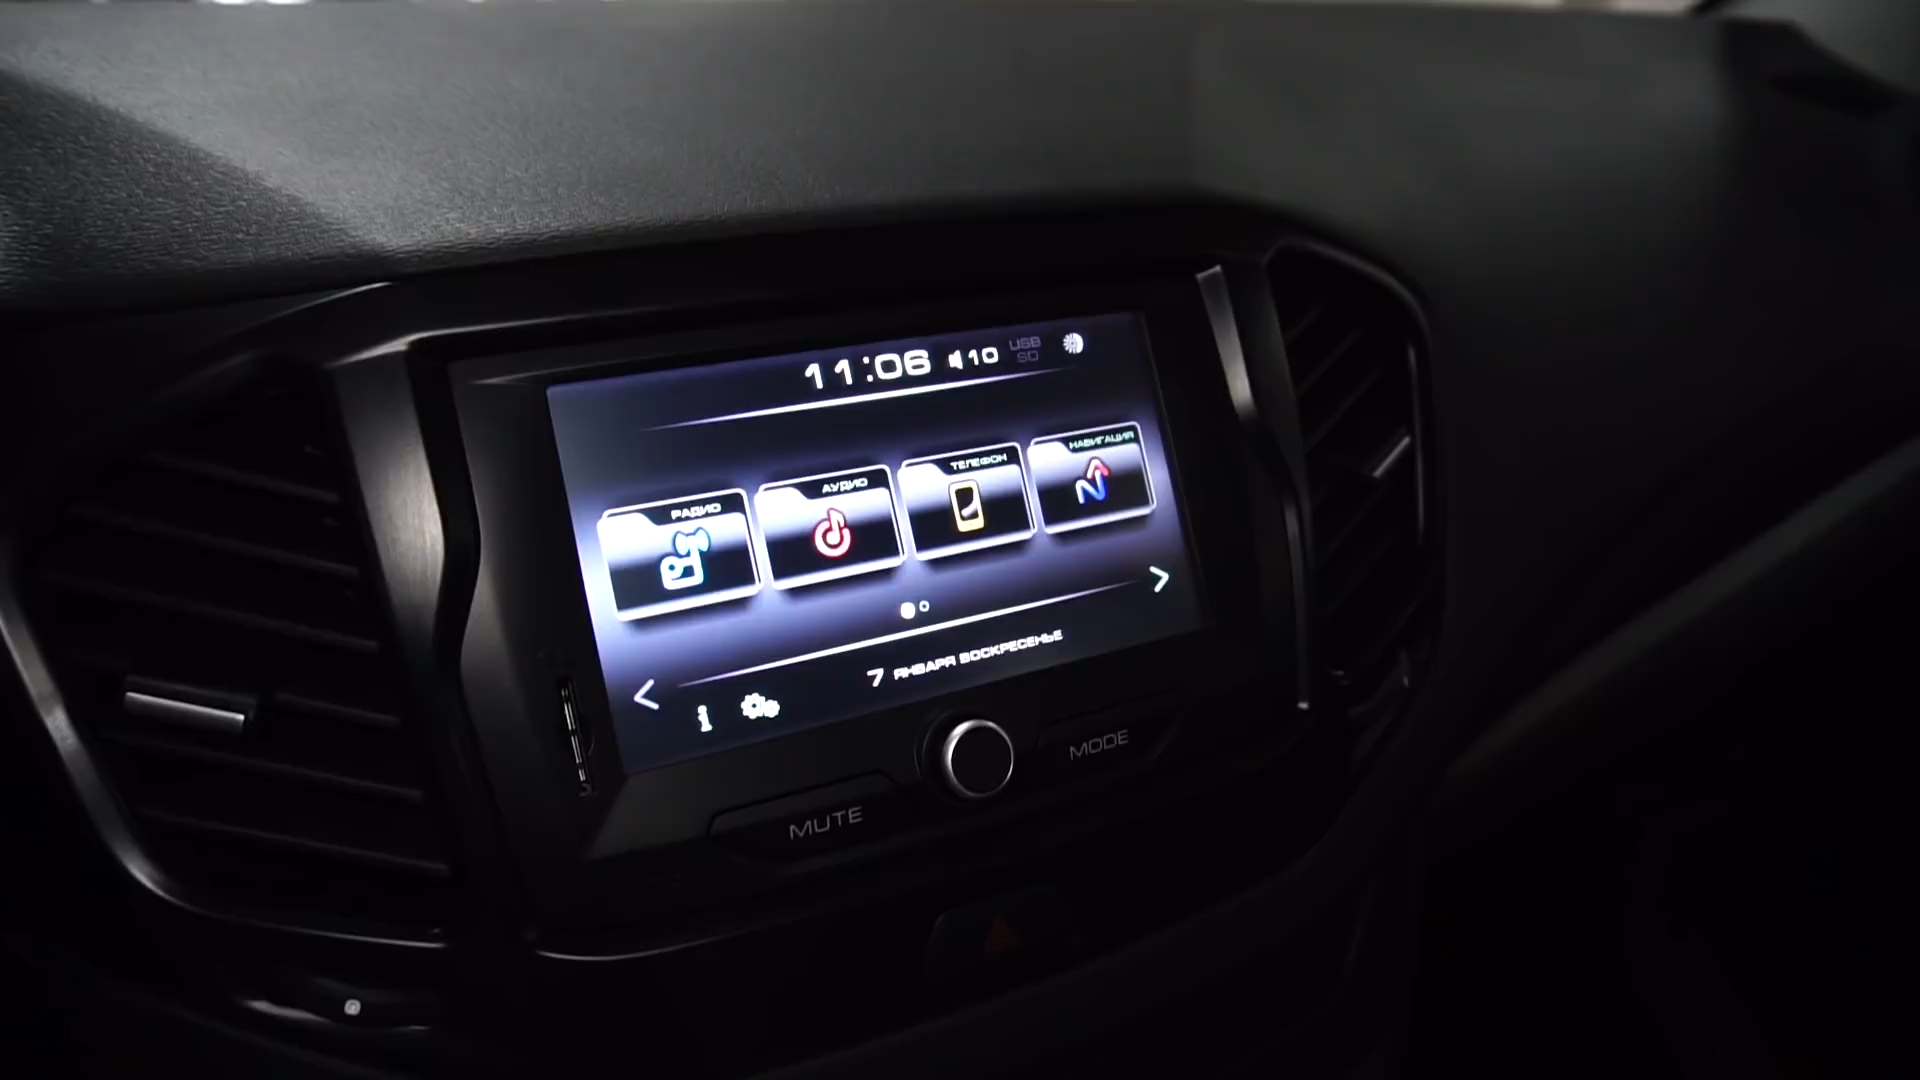 11:06 10 USB
SD
РАДИО
АУДИО
ТЕЛЕФОН
НАВИГАЦИЯ
7 ЯНВАРЯ ВОСКРЕСЕНЬЕ
MUTE
MODE